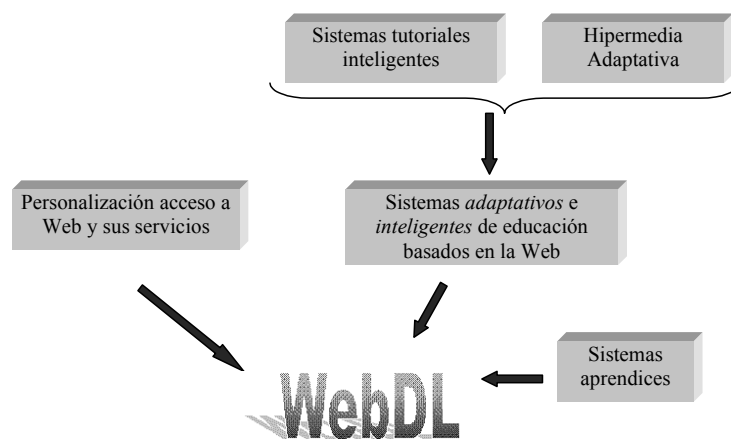 Sistemas tutoriales
inteligentes
Hipermedia
Adaptativa
Personalización acceso a
Web y sus servicios
Sistemas adaptativos e
inteligentes de educación
basados en la Web
Sistemas
aprendices
WebDL